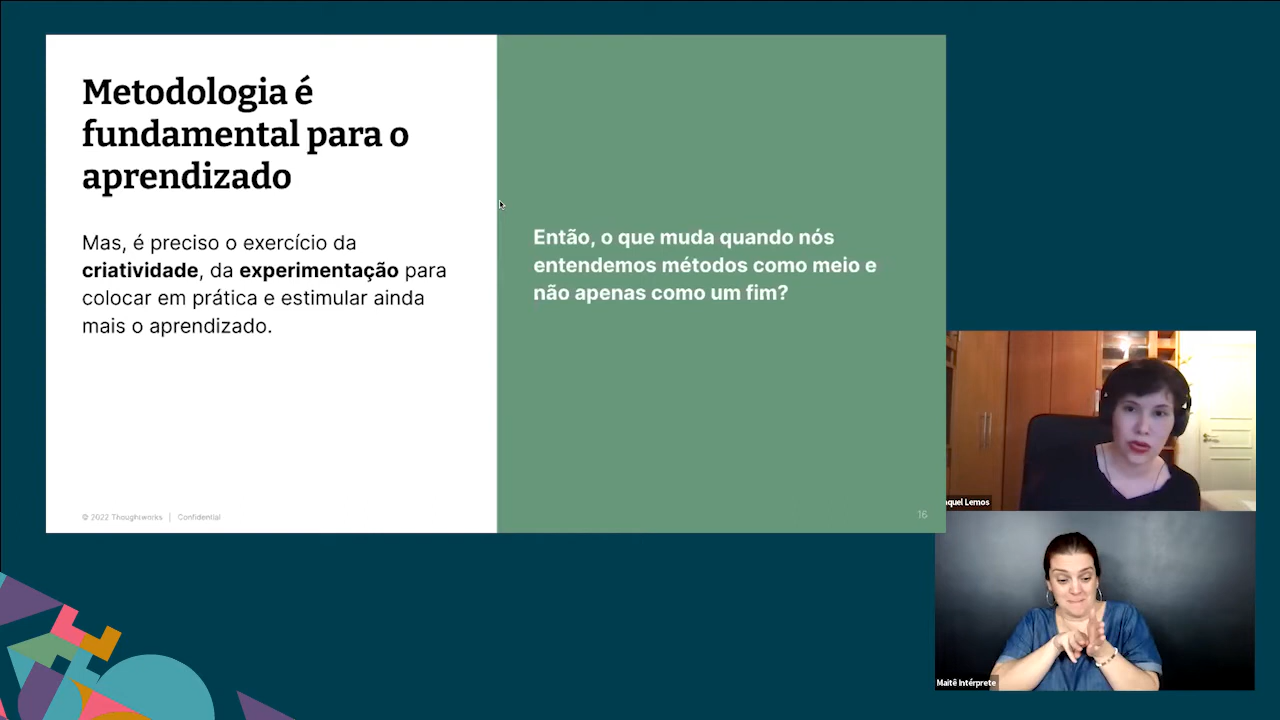 Metodologia é
fundamental para o
aprendizado
Mas, é preciso o exercício da
criatividade, da experimentação para
colocar em prática e estimular ainda
mais o aprendizado.
Então, o que muda quando nós
entendemos métodos como meio e
não apenas como um fim?
© 2022 Thoughtworks | Confidential
16
quel Lemos
Maitê Intérprete